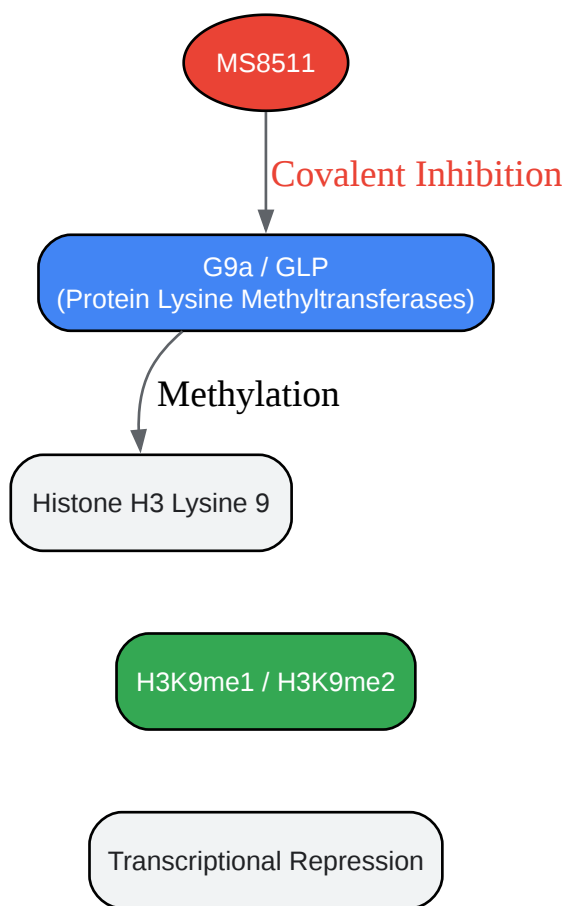 MS8511
Covalent Inhibition
G9a / GLP
(Protein Lysine Methyltransferases)
Methylation
Histone H3 Lysine 9
H3K9me1 / H3K9me2
Transcriptional Repression